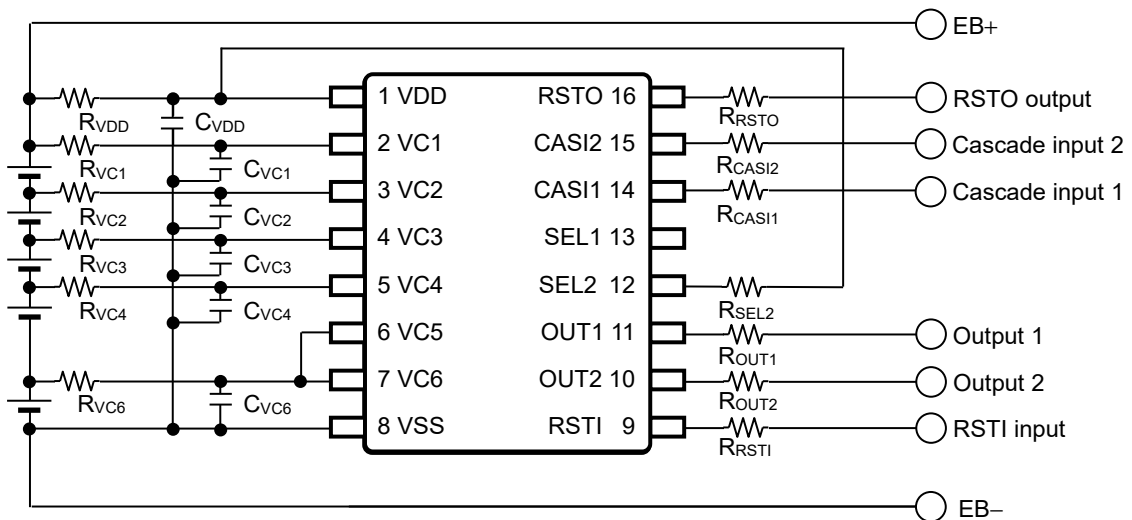 EB+
1 VDD
RSTO 16
RSTO output
RVDD
CVDD
RRSTO
2 VC1
CASI2 15
Cascade input 2
RVC1
CVC1
RCASI2
3 VC2
CASI1 14
Cascade input 1
RVC2
CVC2
RCASI1
4 VC3
SEL1 13
RVC3
CVC3
5 VC4
SEL2 12
RVC4
CVC4
RSEL2
6 VC5
OUT1 11
Output 1
ROUT1
7 VC6
OUT2 10
Output 2
RVC6
CVC6
ROUT2
8 VSS
RSTI 9
RSTI input
RRSTI
EB−